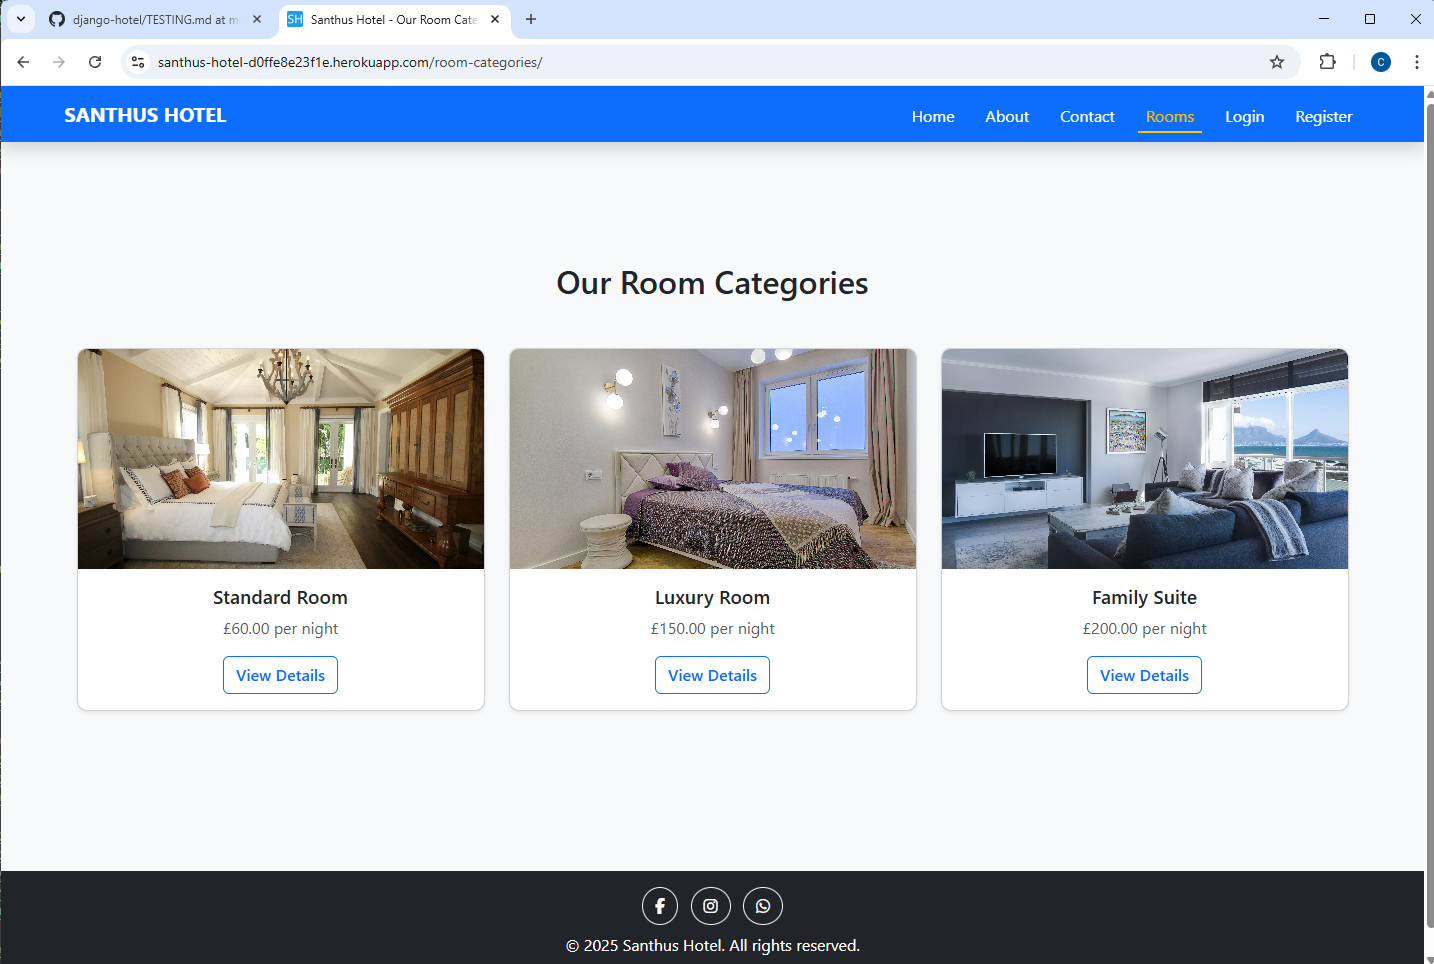 django-hotel/TESTING.md at m
Santhus Hotel - Our Room Cate
santhus-hotel-d0ffe8e23f1e.herokuapp.com/room-categories/
C
SANTHUS HOTEL
Home About Contact Rooms Login Register
Our Room Categories
Standard Room
£60.00 per night
View Details
Luxury Room
£150.00 per night
View Details
Family Suite
£200.00 per night
View Details
© 2025 Santhus Hotel. All rights reserved.